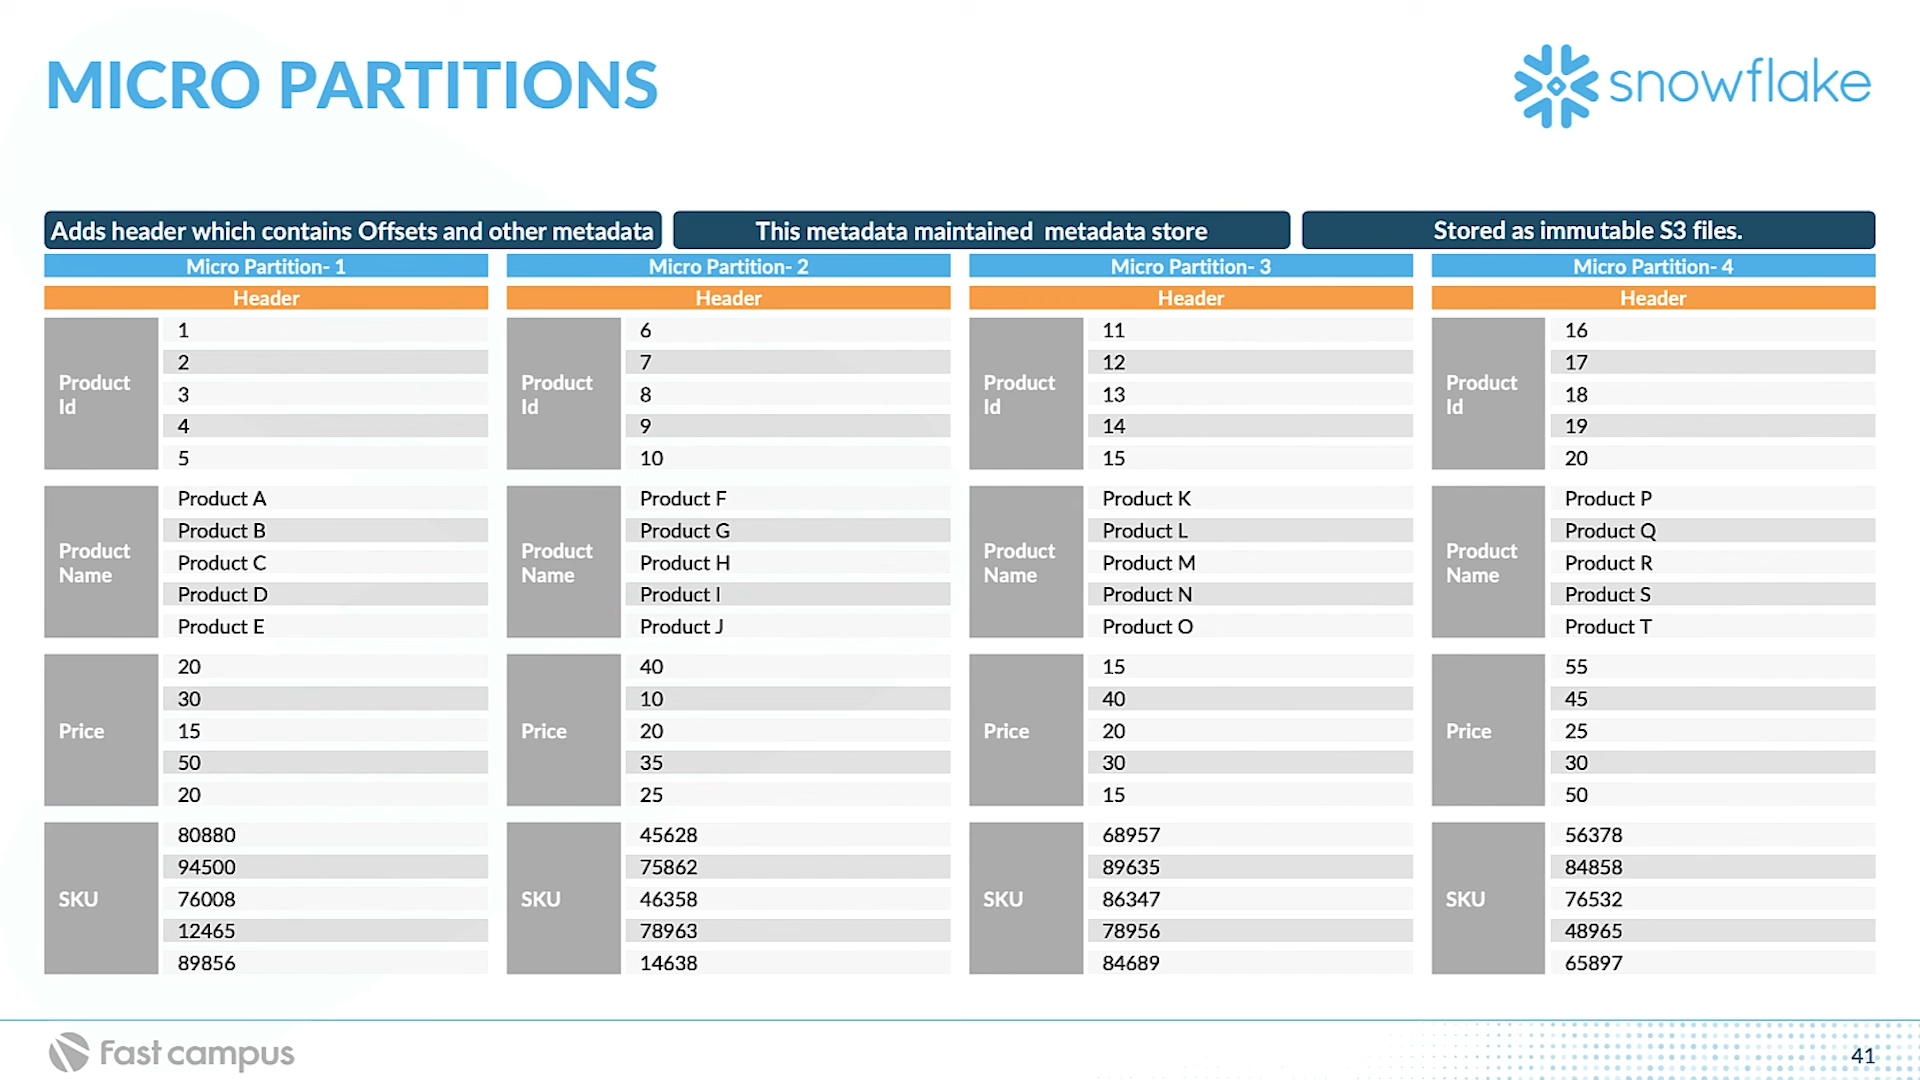 MICRO PARTITIONS
snowflake
Adds header which contains Offsets and other metadata
This metadata maintained metadata store
Stored as immutable S3 files.
Micro Partition- 1
Header
Product
Id
1
2
3
4
5
Product
Name
Product A
Product B
Product C
Product D
Product E
Price
20
30
15
50
20
SKU
80880
94500
76008
12465
89856
Micro Partition- 2
Header
Product
Id
6
7
8
9
10
Product
Name
Product F
Product G
Product H
Product I
Product J
Price
40
10
20
35
25
SKU
45628
75862
46358
78963
14638
Micro Partition- 3
Header
Product
Id
11
12
13
14
15
Product
Name
Product K
Product L
Product M
Product N
Product O
Price
15
40
20
30
15
SKU
68957
89635
86347
78956
84689
Micro Partition- 4
Header
Product
Id
16
17
18
19
20
Product
Name
Product P
Product Q
Product R
Product S
Product T
Price
55
45
25
30
50
SKU
56378
84858
76532
48965
65897
Fast campus
41